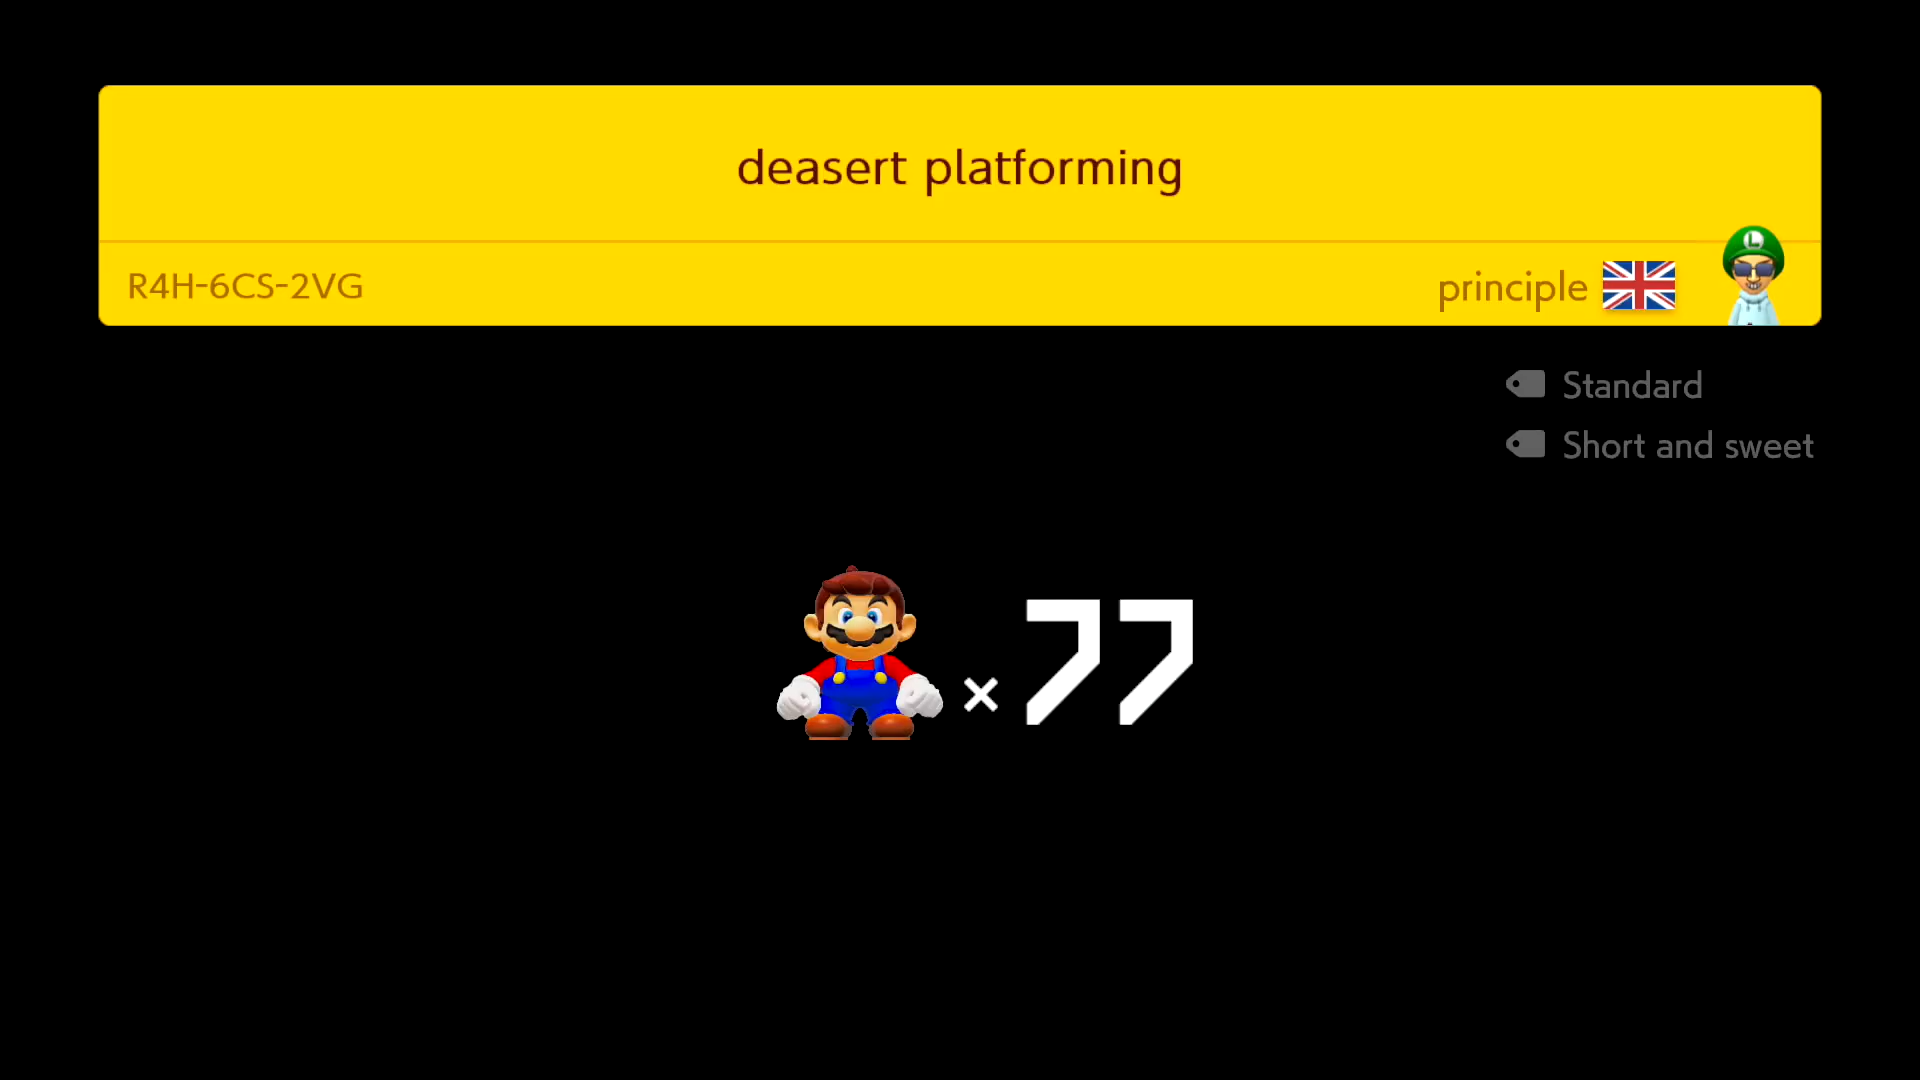 deasert platforming
R4H-6CS-2VG
principle
L
Standard
Short and sweet
×77